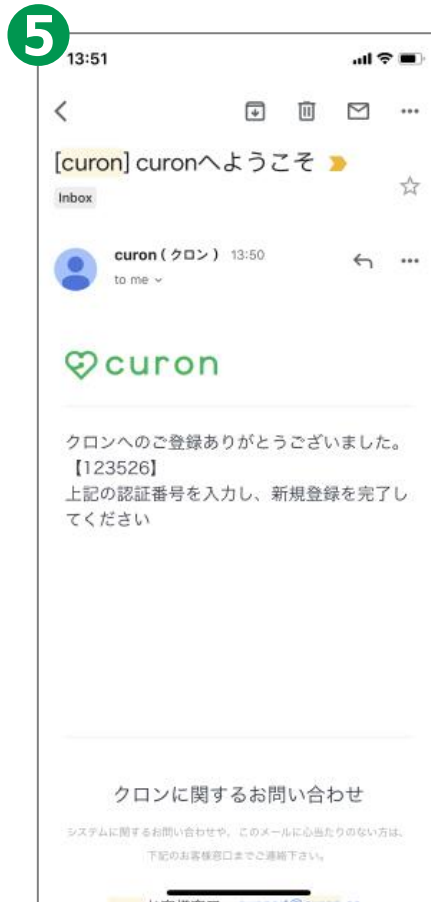 5
13:51
[curon] curonへようこそ
Inbox
curon ( クロン ) 13:50
to me
curon
クロンへのご登録ありがとうございました。
【123526】
上記の認証番号を入力し、新規登録を完了し
てください
クロンに関するお問い合わせ
システムに関するお問い合わせや、このメールに心当たりのない方は、
下記のお客様窓口までご連絡下さい。